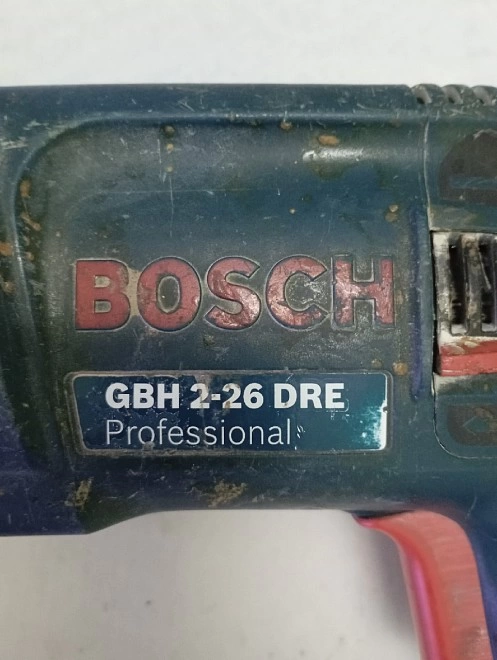 BOSCH
GBH 2-26 DRE
Professional